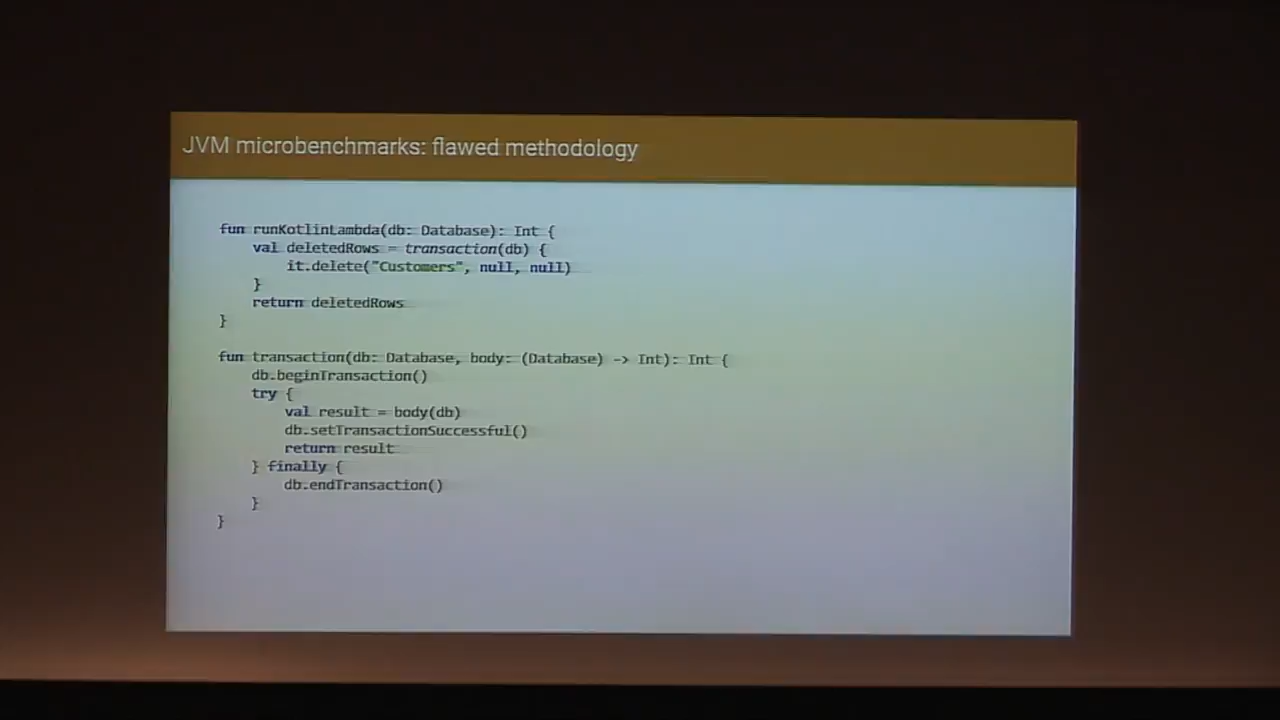 JVM microbenchmarks: flawed methodology
fun runKotlinLambda(db: Database): Int {
    val deletedRows = transaction(db) {
        it.delete("Customers", null, null)
    }
    return deletedRows
}
fun transaction(db: Database, body: (Database) -> Int): Int {
    db.beginTransaction()
    try {
        val result = body(db)
        db.setTransactionSuccessful()
        return result
    } finally {
        db.endTransaction()
    }
}